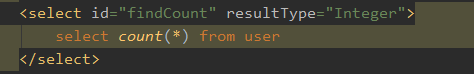 <select id="findCount" resultType="Integer">
select count(*) from user
</select>